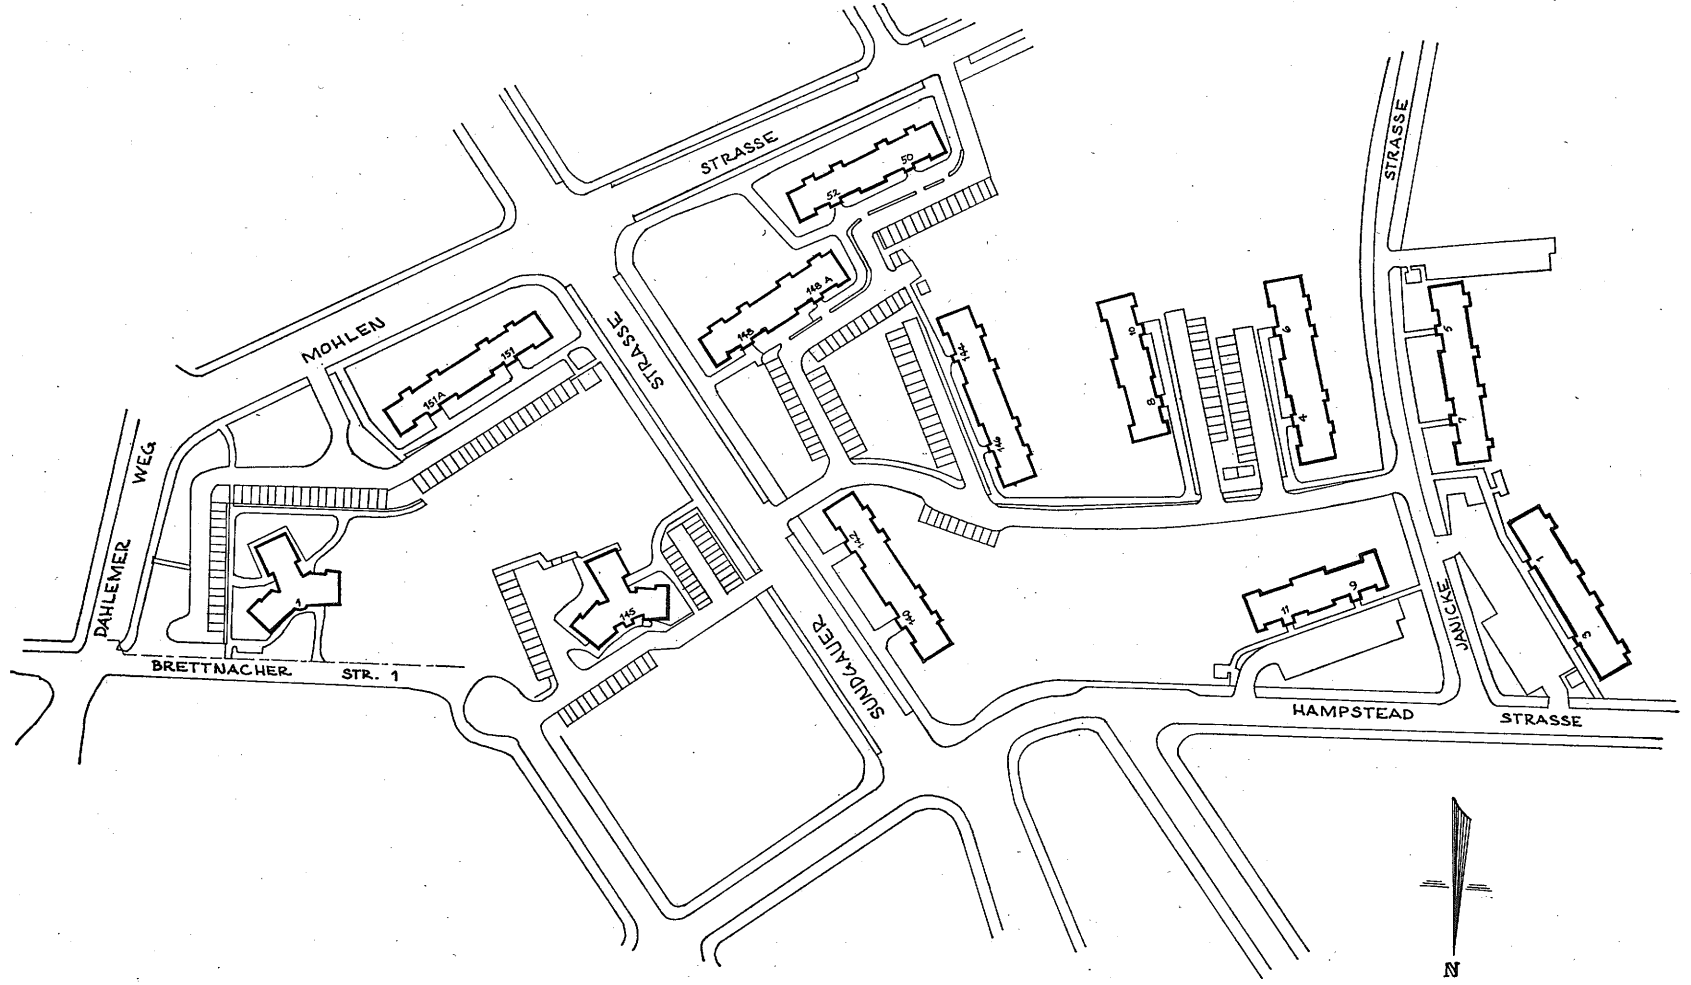 STRASSE
STRASSE
50
52
148 A
148
MOHLEN
STRASSE
151
151A
144
146
10
8
6
4
5
7
WEG
DAHLEMER
1
145
142
140
SUNDGAUER
11
9
JANICKE
1
3
BRETTNACHER STR. 1
HAMPSTEAD STRASSE
N